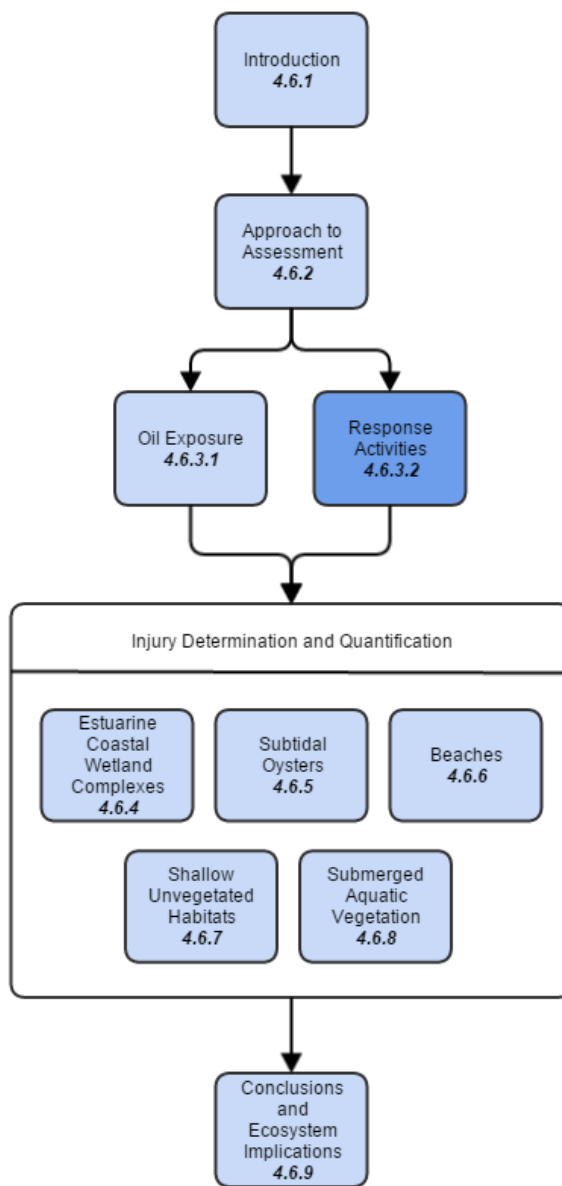 Introduction
4.6.1
Approach to
Assessment
4.6.2
Oil Exposure
4.6.3.1
Response
Activities
4.6.3.2
Injury Determination and Quantification
Estuarine
Coastal
Wetland
Complexes
4.6.4
Subtidal
Oysters
4.6.5
Beaches
4.6.6
Shallow
Unvegetated
Habitats
4.6.7
Submerged
Aquatic
Vegetation
4.6.8
Conclusions
and
Ecosystem
Implications
4.6.9